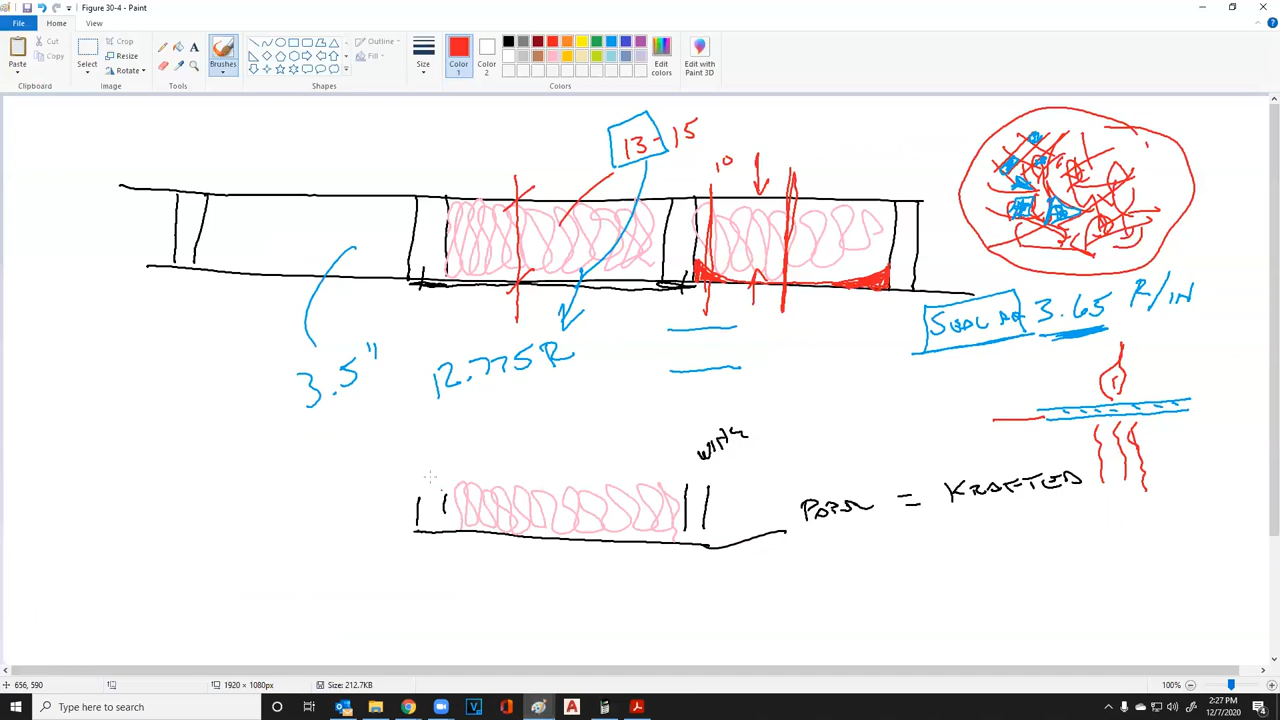 Figure 30-4 - Paint
File
Home
View
Paste
Cut
Copy
Clipboard
Select
Crop
Resize
Rotate
Image
Tools
Brushes
Shapes
Outline
Fill
Size
Color 1
Color 2
Edit colors
Edit with Paint 3D
Colors
13-15
10
3.65 R/IN
3.5"
12.775R
PAPER = KRAFTED
656, 590
1920 × 1080px
Size: 212.7KB
100%
Type here to search
2:27 PM
12/7/2020